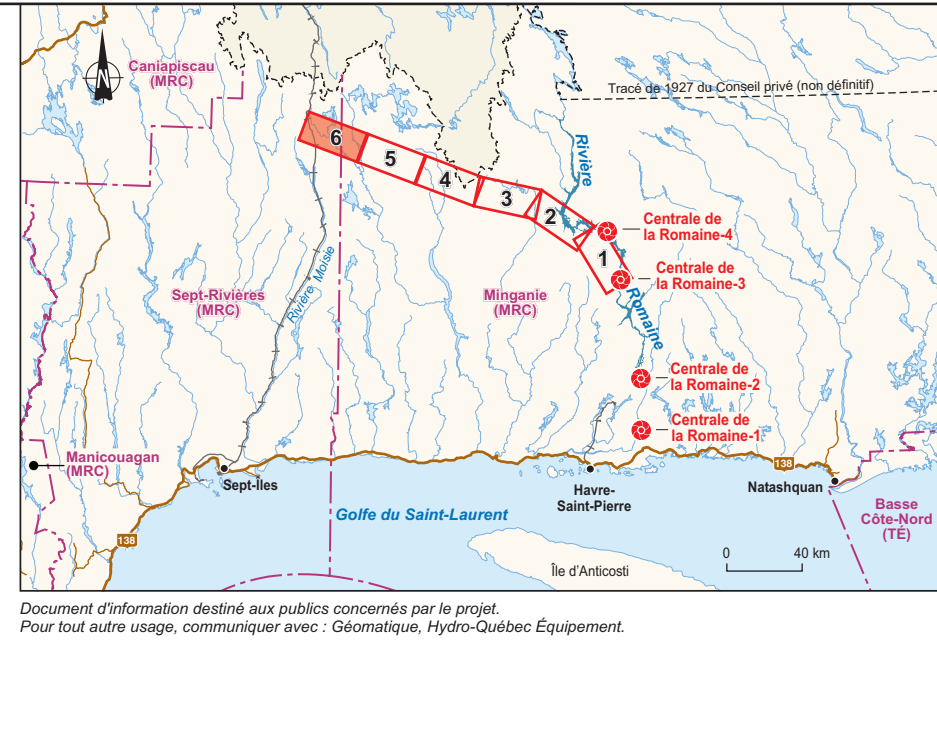 N
Caniapiscau
(MRC)
Tracé de 1927 du Conseil privé (non définitif)
6
5
4
3
2
1
Rivière
Romaine
Centrale de
la Romaine-4
Centrale de
la Romaine-3
Sept-Rivières
(MRC)
Rivière Moisie
Minganie
(MRC)
Centrale de
la Romaine-2
Centrale de
la Romaine-1
Manicouagan
(MRC)
Sept-Îles
138
Havre-
Saint-Pierre
Natashquan
Basse
Côte-Nord
(TÉ)
Golfe du Saint-Laurent
138
0 40 km
Île d'Anticosti
Document d'information destiné aux publics concernés par le projet.
Pour tout autre usage, communiquer avec : Géomatique, Hydro-Québec Équipement.